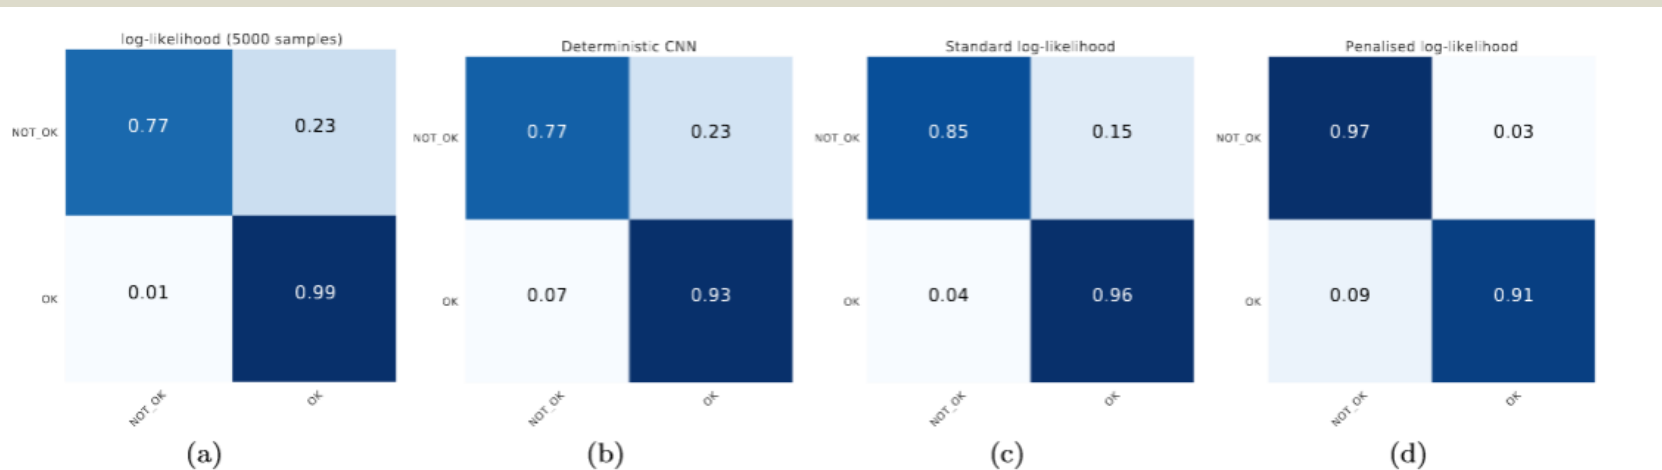 log-likelihood (5000 samples)
NOT_OK 0.77 0.23
OK 0.01 0.99
NOT_OK OK
(a)
Deterministic CNN
NOT_OK 0.77 0.23
OK 0.07 0.93
NOT_OK OK
(b)
Standard log-likelihood
NOT_OK 0.85 0.15
OK 0.04 0.96
NOT_OK OK
(c)
Penalised log-likelihood
NOT_OK 0.97 0.03
OK 0.09 0.91
NOT_OK OK
(d)